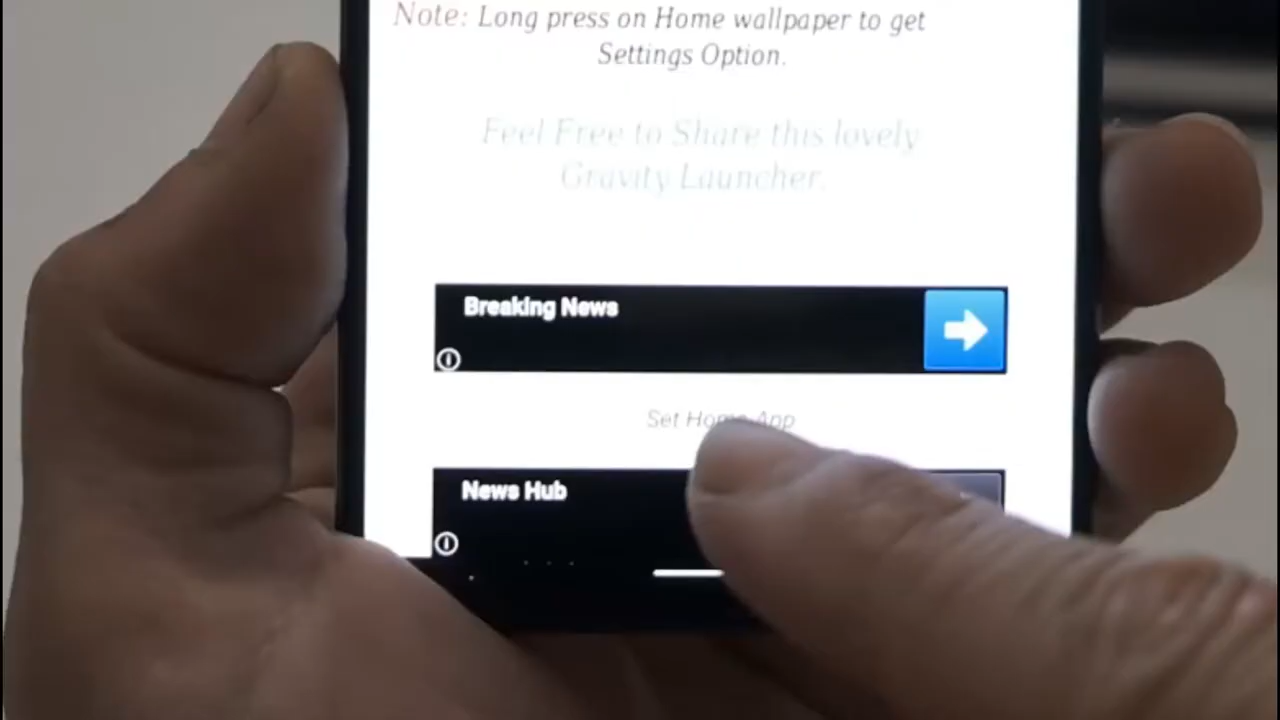 Note: Long press on Home wallpaper to get
Settings Option.
Feel Free to Share this lovely
Gravity Launcher.
Breaking News
Set Home App
News Hub